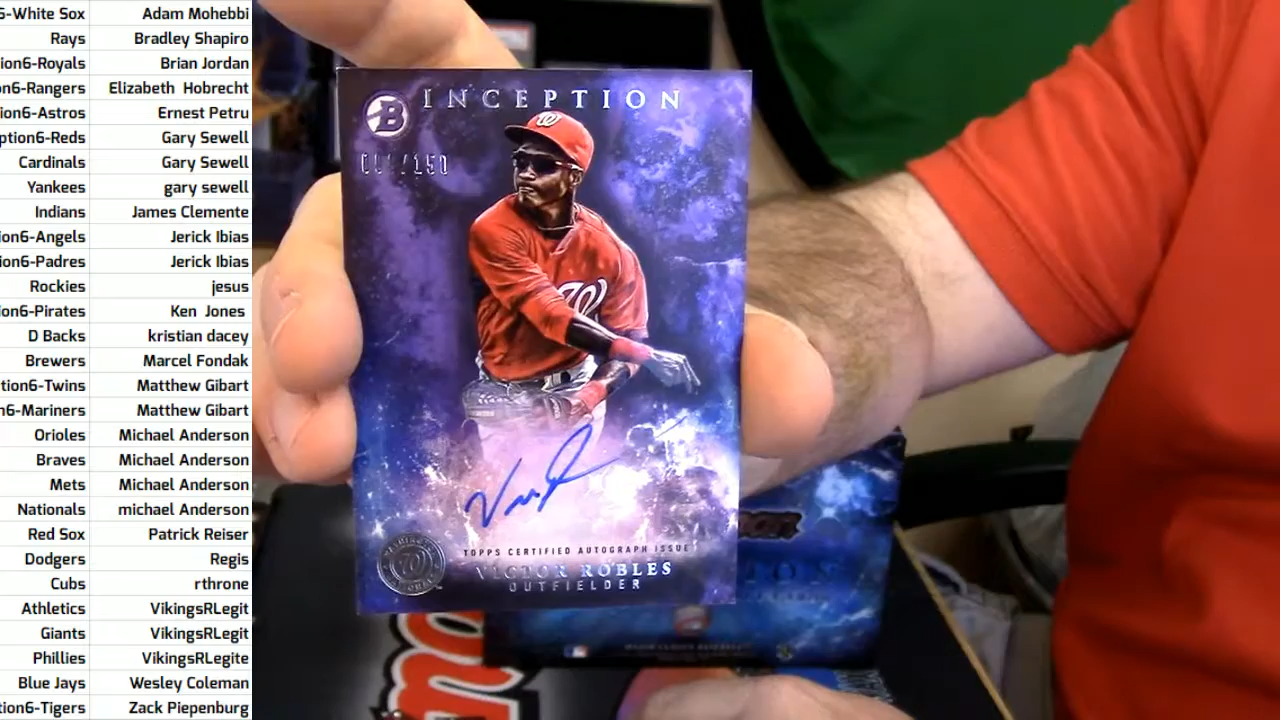 6-White Sox Adam Mohebbi
Rays Bradley Shapiro
ion6-Royals Brian Jordan
on6-Rangers Elizabeth Hobrecht
ion6-Astros Ernest Petru
ption6-Reds Gary Sewell
Cardinals Gary Sewell
Yankees gary sewell
Indians James Clemente
ion6-Angels Jerick Ibias
ion6-Padres Jerick Ibias
Rockies jesus
ion6-Pirates Ken Jones
D Backs kristian dacey
Brewers Marcel Fondak
tion6-Twins Matthew Gibart
n6-Mariners Matthew Gibart
Orioles Michael Anderson
Braves Michael Anderson
Mets Michael Anderson
Nationals michael Anderson
Red Sox Patrick Reiser
Dodgers Regis
Cubs rthrone
Athletics VikingsRLegit
Giants VikingsRLegit
Phillies VikingsRLegite
Blue Jays Wesley Coleman
tion6-Tigers Zack Piepenburg
B INCEPTION
/150
W
TOPPS CERTIFIED AUTOGRAPH ISSUE
VICTOR ROBLES
OUTFIELDER